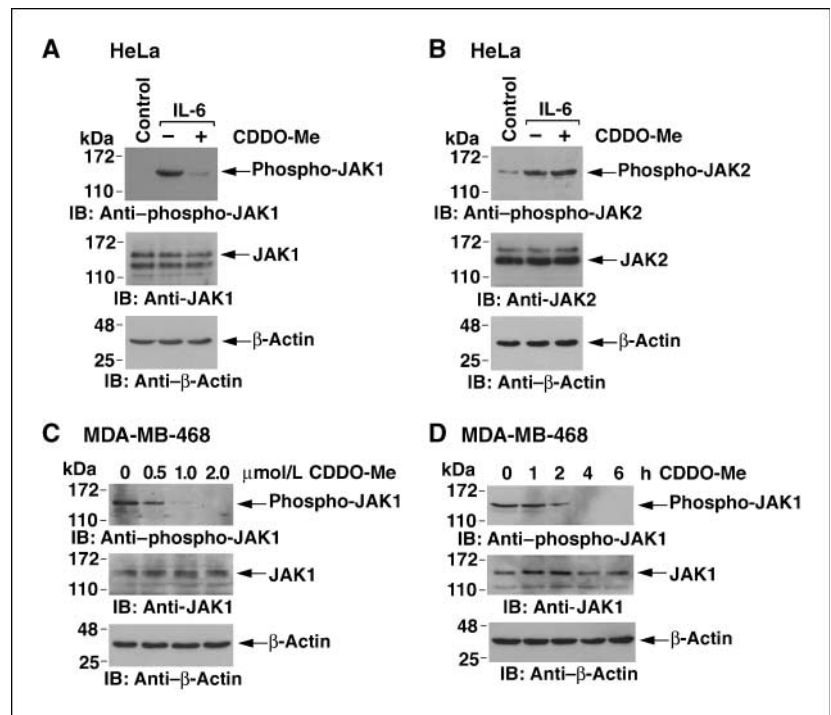 A HeLa
Control
IL-6
kDa − + CDDO-Me
172
Phospho-JAK1
110
IB: Anti–phospho-JAK1
172
JAK1
110
IB: Anti-JAK1
48
β-Actin
25
IB: Anti–β-Actin
B HeLa
Control
IL-6
kDa − + CDDO-Me
172
Phospho-JAK2
110
IB: Anti–phospho-JAK2
172
JAK2
110
IB: Anti-JAK2
48
β-Actin
25
IB: Anti–β-Actin
C MDA-MB-468
kDa 0 0.5 1.0 2.0 μmol/L CDDO-Me
172
Phospho-JAK1
110
IB: Anti-phospho-JAK1
172
JAK1
110
IB: Anti-JAK1
48
β-Actin
25
IB: Anti–β-Actin
D MDA-MB-468
kDa 0 1 2 4 6 h CDDO-Me
172
Phospho-JAK1
110
IB: Anti-phospho-JAK1
172
JAK1
110
IB: Anti-JAK1
48
β-Actin
25
IB: Anti–β-Actin